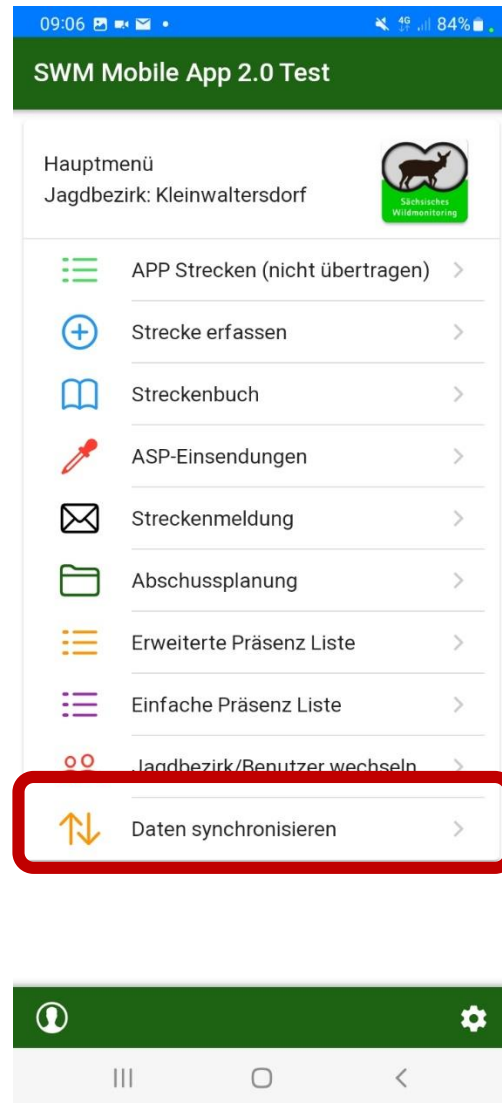 09:06 4G 84%
SWM Mobile App 2.0 Test
Hauptmenü
Jagdbezirk: Kleinwaltersdorf
Sächsisches
Wildmonitoring
APP Strecken (nicht übertragen)
Strecke erfassen
Streckenbuch
ASP-Einsendungen
Streckenmeldung
Abschussplanung
Erweiterte Präsenz Liste
Einfache Präsenz Liste
Jagdbezirk/Benutzer wechseln
Daten synchronisieren